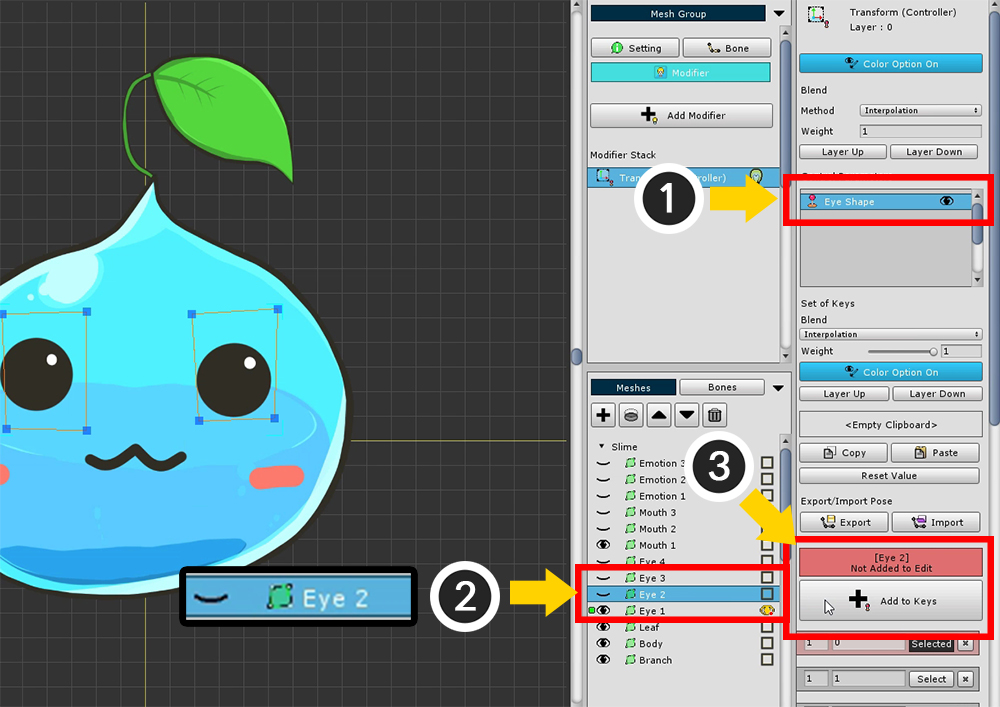 Mesh Group
Setting
Bone
Modifier
Add Modifier
Modifier Stack
1
Transform (Controller)
Layer : 0
Color Option On
Blend
Method
Interpolation
Weight
1
Layer Up
Layer Down
Eye Shape
Set of Keys
Blend
Interpolation
Weight
1
Color Option On
Layer Up
Layer Down
<Empty Clipboard>
Copy
Paste
Reset Value
Export/Import Pose
Export
Import
[Eye 2]
Not Added to Edit
Add to Keys
1
0
Selected
1
1
Select
Meshes
Bones
Slime
Emotion 3
Emotion 2
Emotion 1
Mouth 3
Mouth 2
Mouth 1
Eye 4
Eye 3
Eye 2
Eye 1
Leaf
Body
Branch
3
2
Eye 2